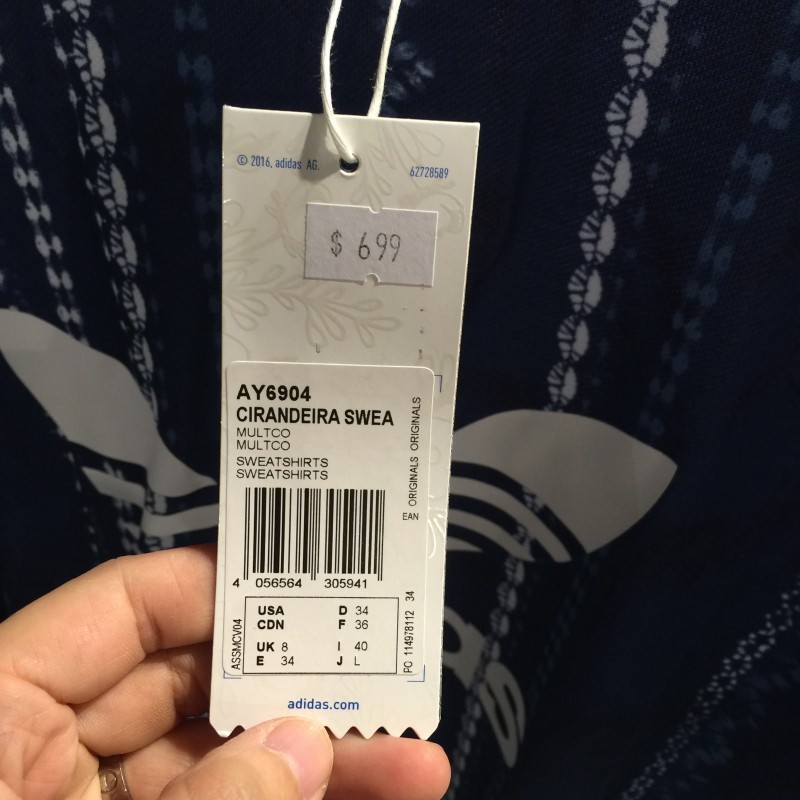 © 2016, adidas AG.
62728589
$ 699
AY6904
CIRANDEIRA SWEA
MULTCO
MULTCO
SWEATSHIRTS
SWEATSHIRTS
ORIGINALS ORIGINALS
EAN
4 056564 305941
ASSMCV04
USA D 34
CDN F 36
UK 8 I 40
E 34 J L
PO 114978112 34
adidas.com